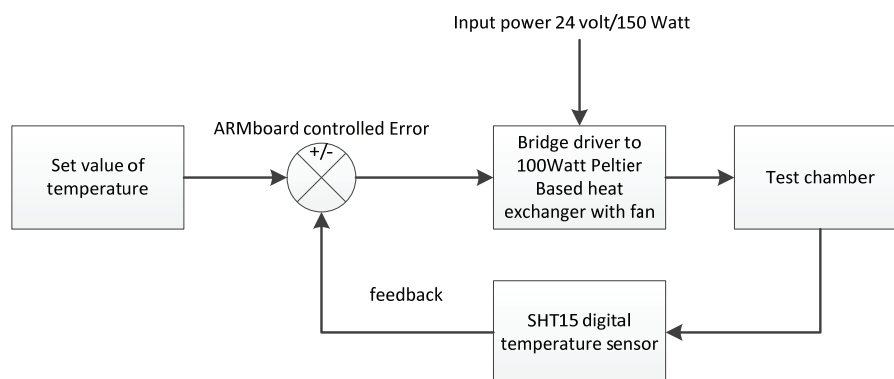 Input power 24 volt/150 Watt
ARMboard controlled Error
Set value of
temperature
+/-
Bridge driver to
100Watt Peltier
Based heat
exchanger with fan
Test chamber
feedback
SHT15 digital
temperature sensor